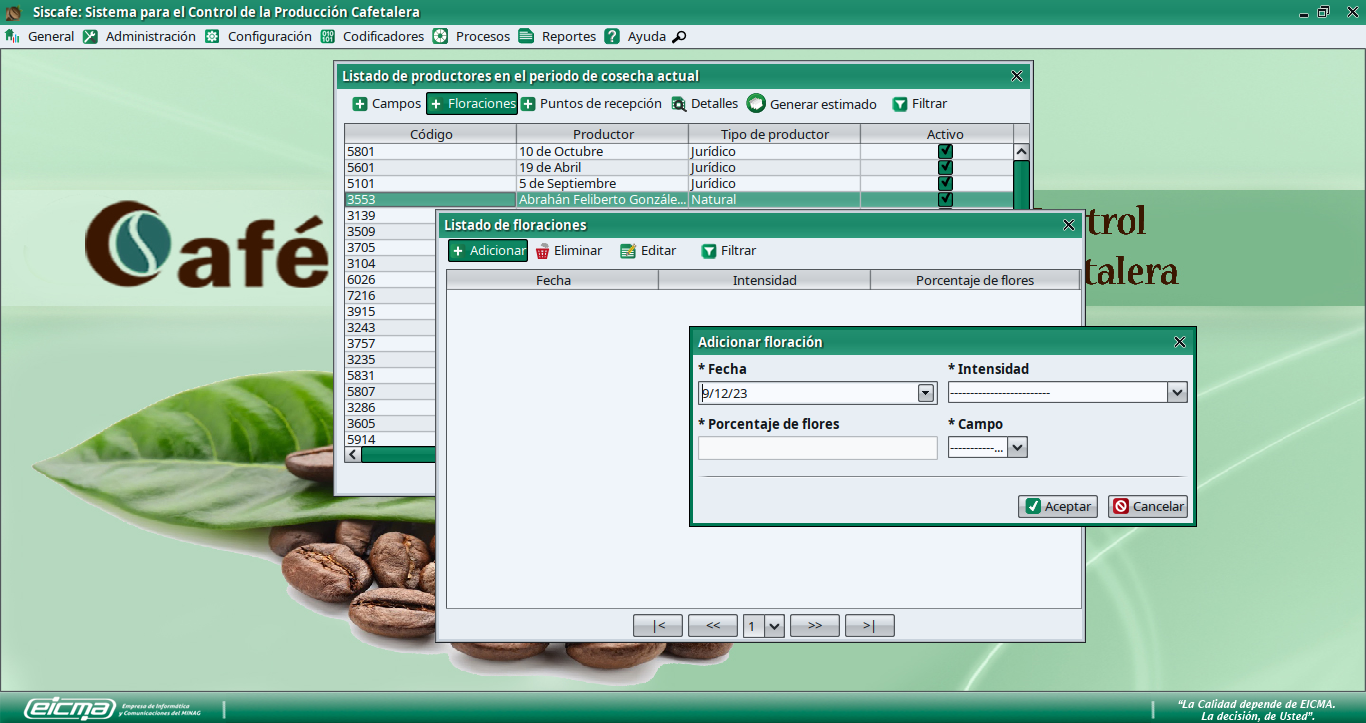 Siscafe: Sistema para el Control de la Producción Cafetalera
General Administración Configuración Codificadores Procesos Reportes Ayuda
Listado de productores en el periodo de cosecha actual
Campos Floraciones Puntos de recepción Detalles Generar estimado Filtrar
Código Productor Tipo de productor Activo
5801 10 de Octubre Jurídico
5601 19 de Abril Jurídico
5101 5 de Septiembre Jurídico
3553 Abrahán Feliberto Gonzále... Natural
3139
3509
3705
3104
6026
7216
3915
3243
3757
3235
5831
5807
3286
3605
5914
Café
trol
talera
Listado de floraciones
Adicionar Eliminar Editar Filtrar
Fecha Intensidad Porcentaje de flores
Adicionar floración
* Fecha * Intensidad
9/12/23 -------------------------
* Porcentaje de flores * Campo
-----------...
Aceptar Cancelar
|< << 1 >> >|
eicma Empresa de Informática
y Comunicaciones del MINAG
"La Calidad depende de EICMA.
La decisión, de Usted".